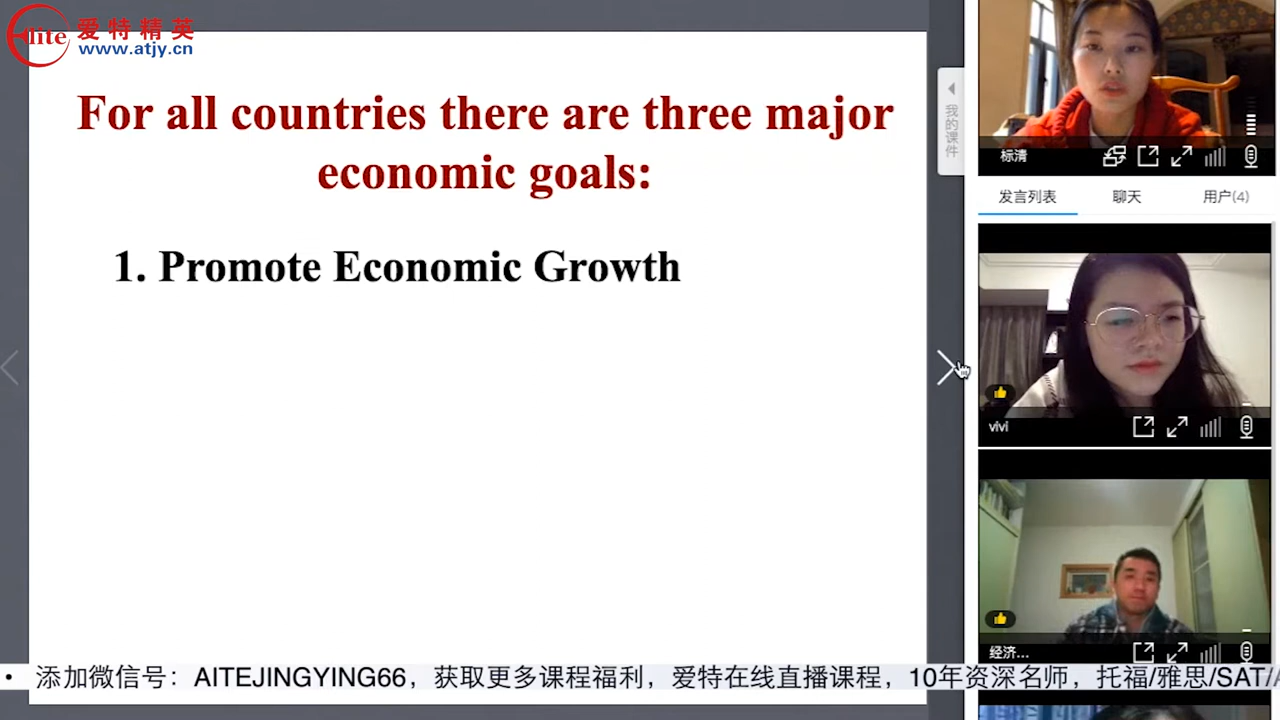 Elite 爱特精英
www.atjy.cn
For all countries there are three major
economic goals:
1. Promote Economic Growth
我的课件
标清
发言列表 聊天 用户(4)
vivi
经济...
• 添加微信号：AITEJINGYING66，获取更多课程福利，爱特在线直播课程，10年资深名师，托福/雅思/SAT/